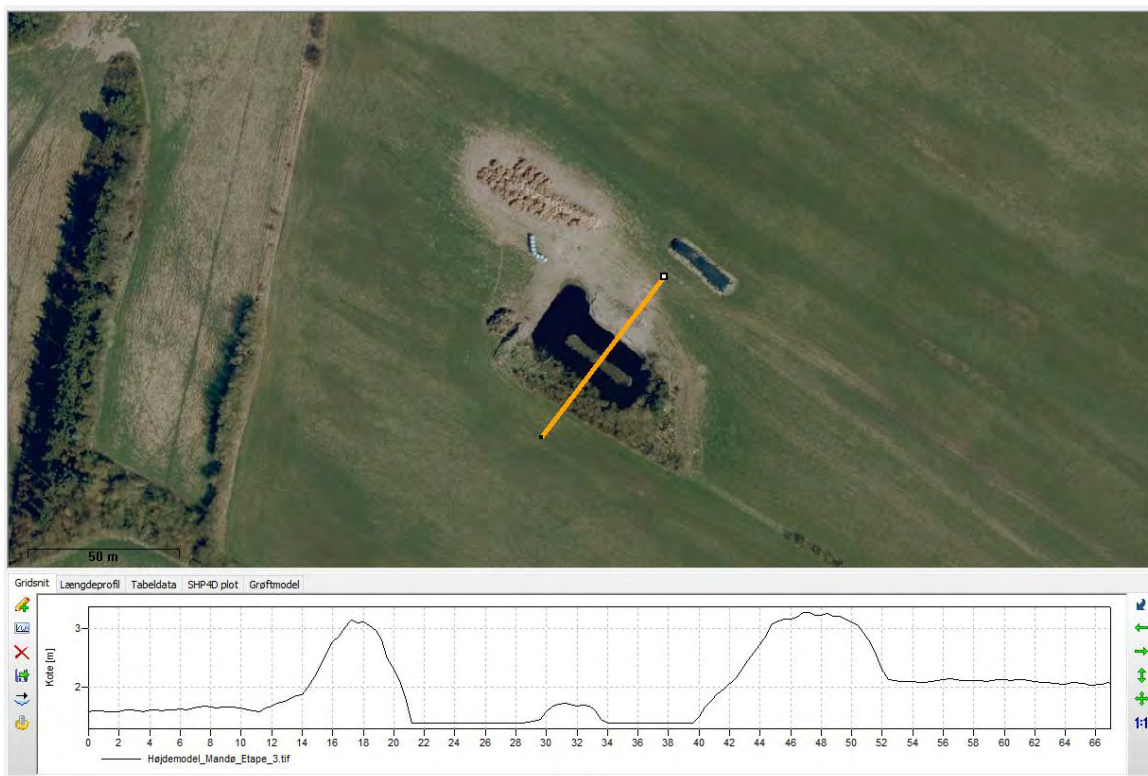 50 m
Gridsnit Længdeprofil Tabeldata SHP4D plot Grøftmodel
Kote [m]
3
2
0 2 4 6 8 10 12 14 16 18 20 22 24 26 28 30 32 34 36 38 40 42 44 46 48 50 52 54 56 58 60 62 64 66
Højdemodel_Mandø_Etape_3.tif
1:1